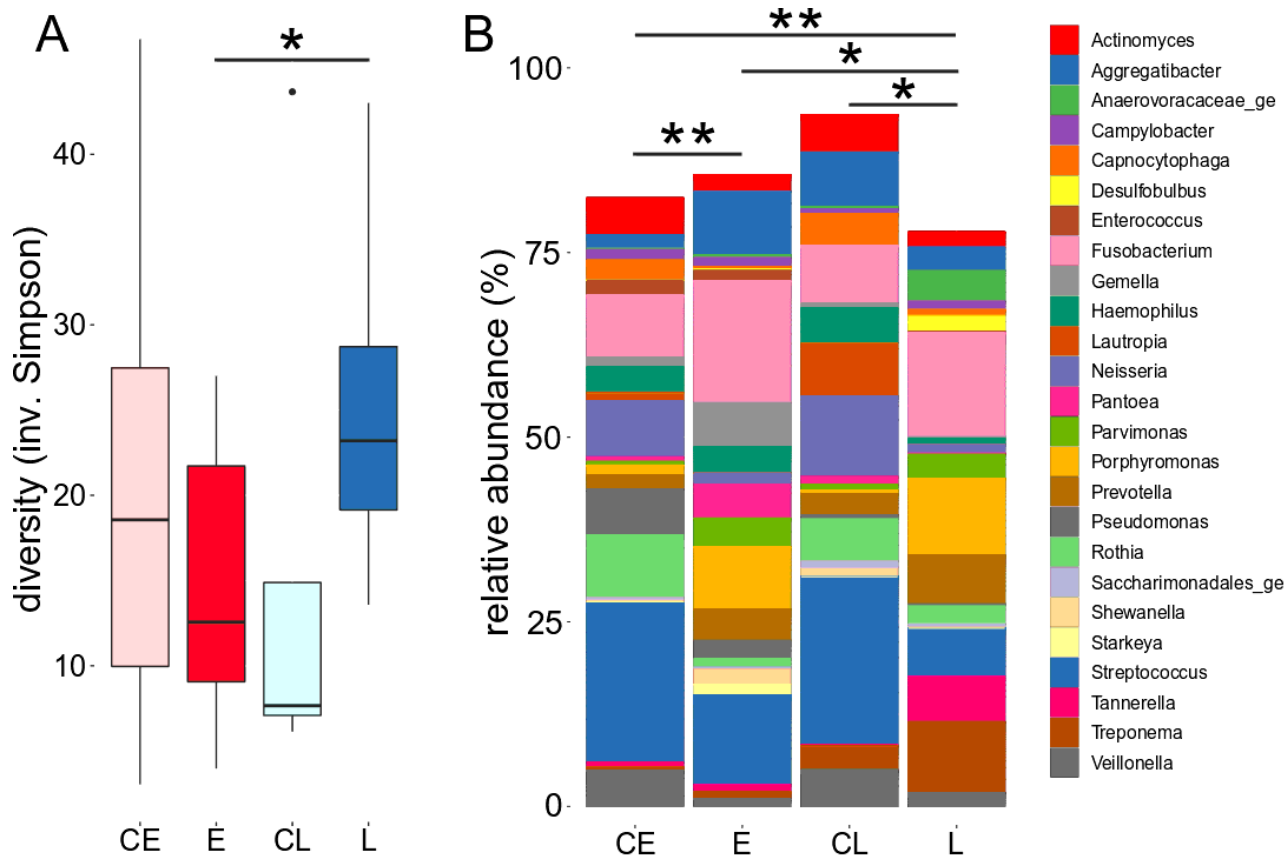 A
*
diversity (inv. Simpson)
40
30
20
10
CE E CL L
B
**
*
*
**
relative abundance (%)
100
75
50
25
0
CE E CL L
Actinomyces
Aggregatibacter
Anaerovoracaceae_ge
Campylobacter
Capnocytophaga
Desulfobulbus
Enterococcus
Fusobacterium
Gemella
Haemophilus
Lautropia
Neisseria
Pantoea
Parvimonas
Porphyromonas
Prevotella
Pseudomonas
Rothia
Saccharimonadales_ge
Shewanella
Starkeya
Streptococcus
Tannerella
Treponema
Veillonella